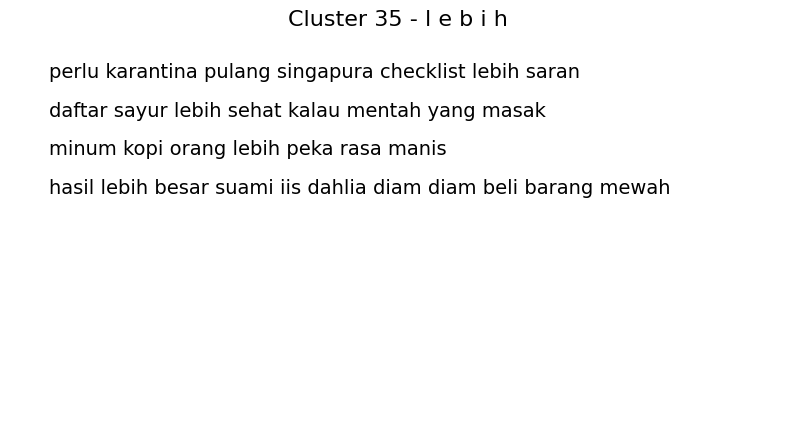 Cluster 35 - l e b i h
perlu karantina pulang singapura checklist lebih saran
daftar sayur lebih sehat kalau mentah yang masak
minum kopi orang lebih peka rasa manis
hasil lebih besar suami iis dahlia diam diam beli barang mewah